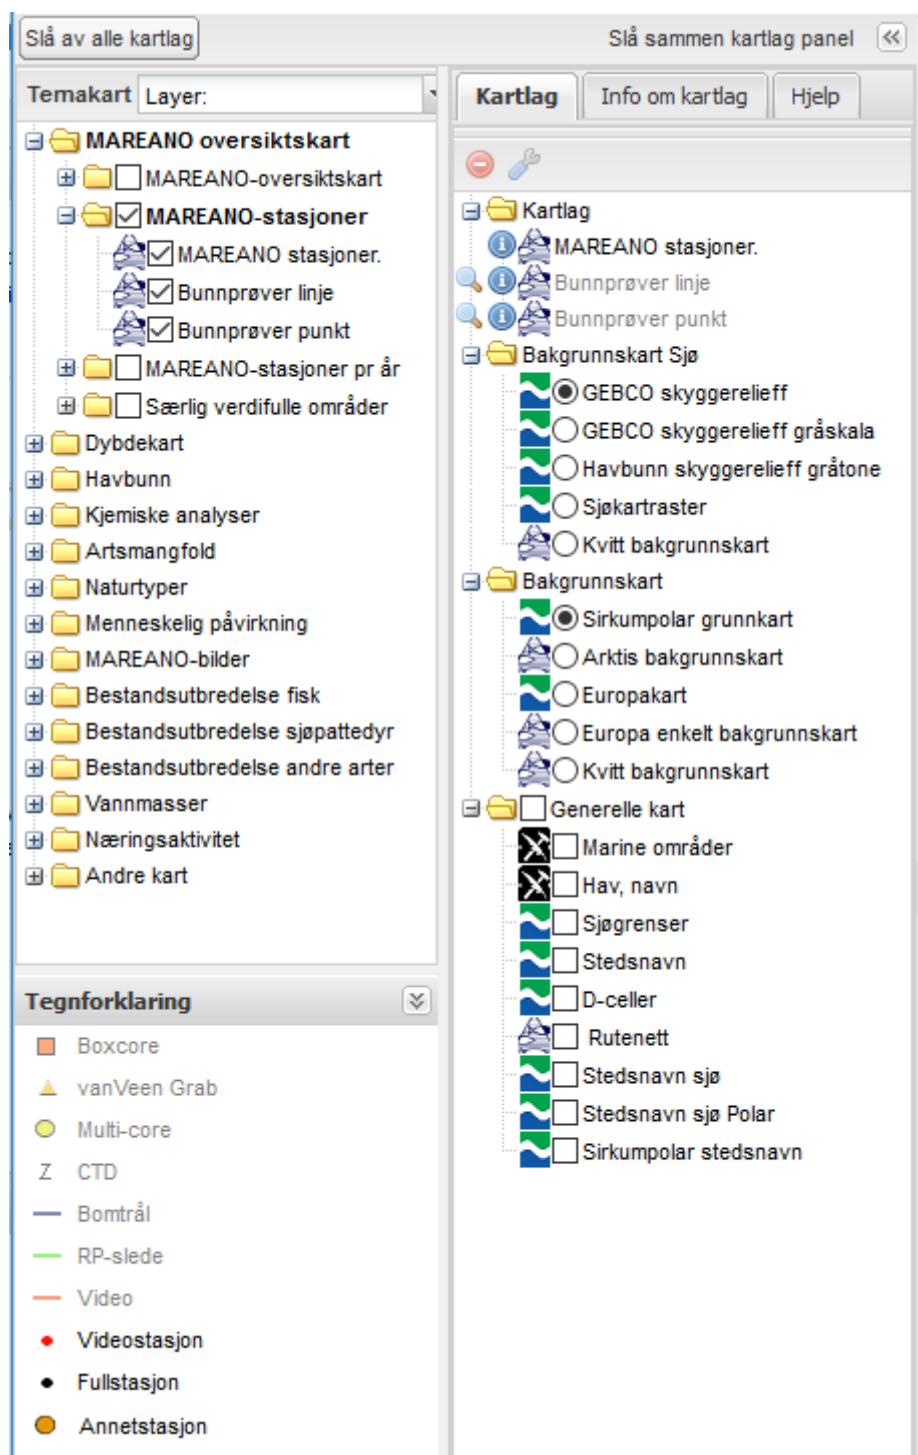 Slå av alle kartlag
Slå sammen kartlag panel
Temakart Layer:
MAREANO oversiktskart
MAREANO-oversiktskart
MAREANO-stasjoner
MAREANO stasjoner.
Bunnprøver linje
Bunnprøver punkt
MAREANO-stasjoner pr år
Særlig verdifulle områder
Dybdekart
Havbunn
Kjemiske analyser
Artsmangfold
Naturtyper
Menneskelig påvirkning
MAREANO-bilder
Bestandsutbredelse fisk
Bestandsutbredelse sjøpattedyr
Bestandsutbredelse andre arter
Vannmasser
Næringsaktivitet
Andre kart
Tegnforklaring
Boxcore
vanVeen Grab
Multi-core
CTD
Bomtrål
RP-slede
Video
Videostasjon
Fullstasjon
Annetstasjon
Kartlag Info om kartlag Hjelp
Kartlag
MAREANO stasjoner.
Bunnprøver linje
Bunnprøver punkt
Bakgrunnskart Sjø
GEBCO skyggerelieff
GEBCO skyggerelieff gråskala
Havbunn skyggerelieff gråtone
Sjøkartraster
Kvitt bakgrunnskart
Bakgrunnskart
Sirkumpolar grunnkart
Arktis bakgrunnskart
Europakart
Europa enkelt bakgrunnskart
Kvitt bakgrunnskart
Generelle kart
Marine områder
Hav, navn
Sjøgrenser
Stedsnavn
D-celler
Rutenett
Stedsnavn sjø
Stedsnavn sjø Polar
Sirkumpolar stedsnavn